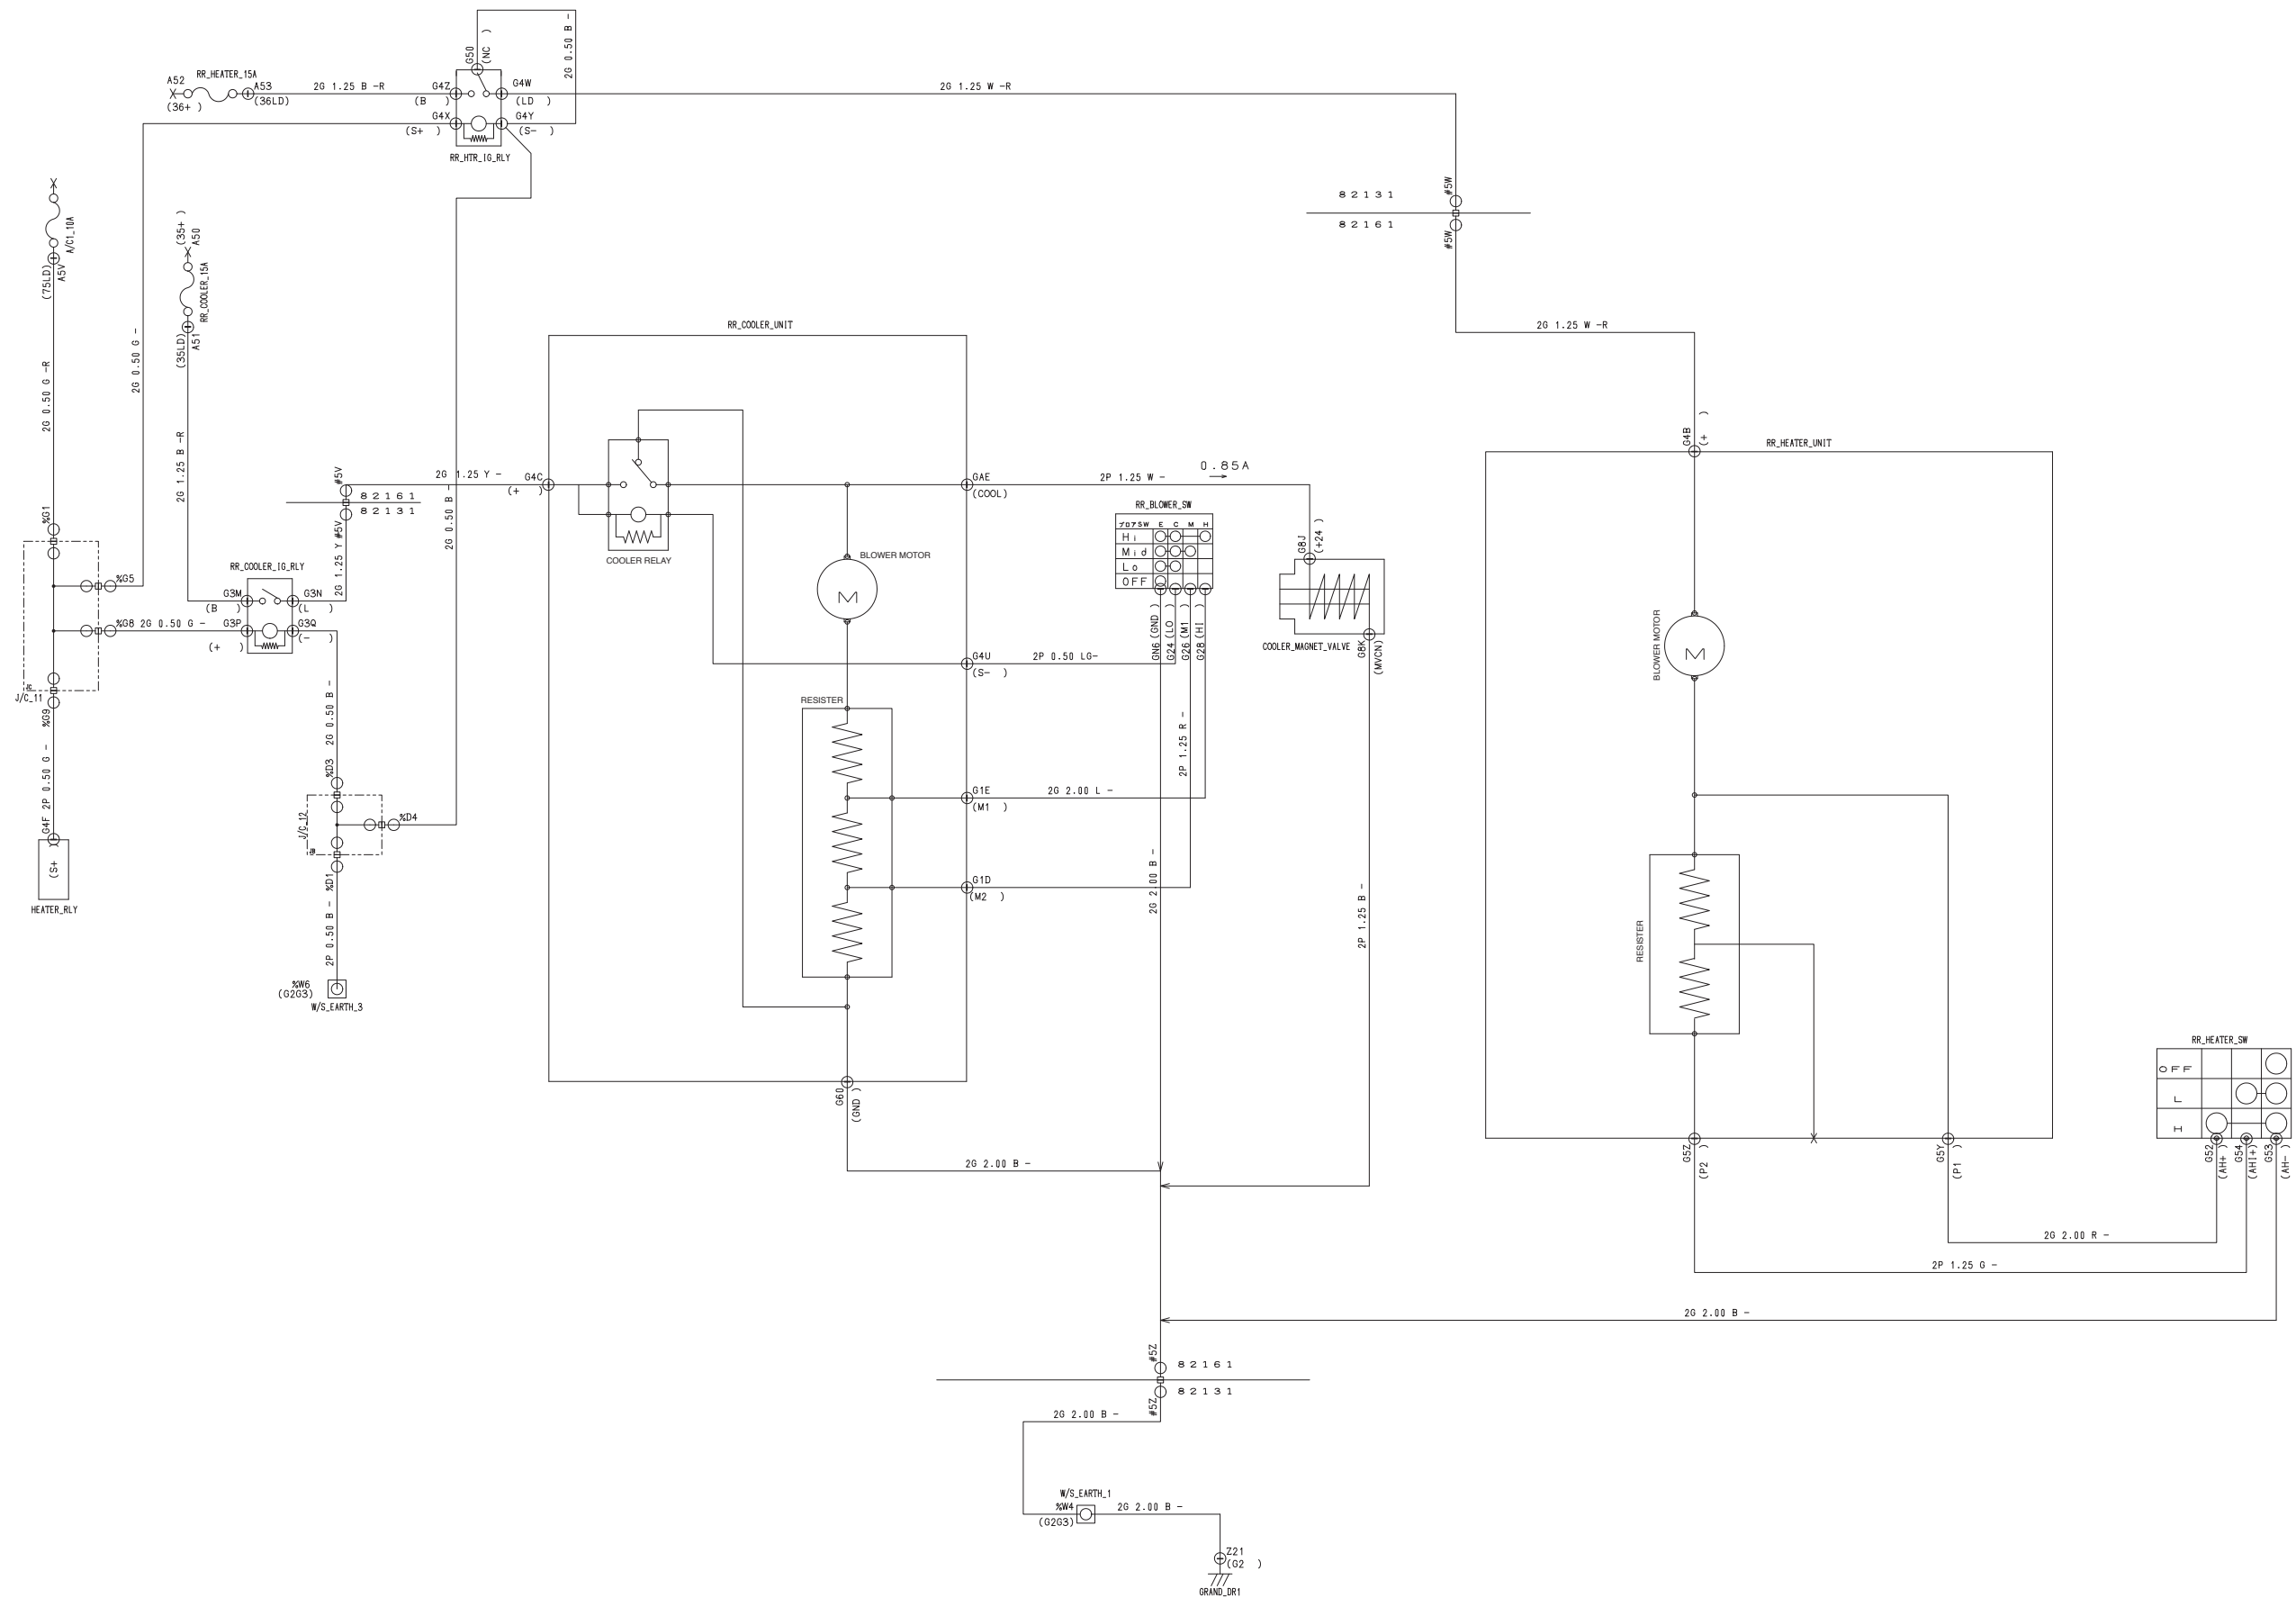 G50
(NC )
2G 0.50 B -
A52
RR_HEATER_15A
A53
(36+ )
(36LD)
2G 1.25 B -R
G4Z
(B )
G4W
(LD )
2G 1.25 W -R
G4X
(S+ )
G4Y
(S- )
RR_HTR_IG_RLY
A/C1_10A
(75LD)
A5V
(35+ )
A50
RR_COOLER_15A
(35LD)
A51
#5W
82131
82161
#5W
2G 0.50 G -R
2G 0.50 G -
2G 1.25 B -R
2G 1.25 W -R
RR_COOLER_UNIT
G4B
(+ )
RR_HEATER_UNIT
#5V
82161
82131
2G 1.25 Y #5V
2G 1.25 Y -
G4C
(+ )
2G 0.50 B -
COOLER RELAY
BLOWER MOTOR
M
GAE
(COOL)
2P 1.25 W -
0.85A
RR_BLOWER_SW
ブロアSW E C M H
Hi
Mid
Lo
OFF
GN6 (GND )
G24 (LO )
G26 (M1 )
G28 (HI )
G8J
(+24 )
COOLER_MAGNET_VALVE
G8K
(MVCN)
%G1
%G5
RR_COOLER_IG_RLY
G3M
(B )
G3N
(L )
%G8 2G 0.50 G -
G3P
(+ )
G3Q
(- )
J/C_11
%G9
2P 0.50 G -
G4F
(S+
HEATER_RLY
2G 0.50 B -
%D3
J/C_12
%D4
%D1
2P 0.50 B -
%W6
(G2G3)
W/S_EARTH_3
G4U
(S- )
2P 0.50 LG-
RESISTER
G1E
(M1 )
2G 2.00 L -
2P 1.25 R -
G1D
(M2 )
2G 2.00 B -
2P 1.25 B -
G60
(GND )
2G 2.00 B -
BLOWER MOTOR
M
RESISTER
RR_HEATER_SW
OFF
L
H
G5Z
(P2 )
G5Y
(P1 )
G52
(AH+ )
G54
(AHI+)
G53
(AH- )
2G 2.00 R -
2P 1.25 G -
2G 2.00 B -
#5Z
82161
82131
#5Z
2G 2.00 B -
W/S_EARTH_1
%W4
(G2G3)
2G 2.00 B -
Z21
(G2 )
GRAND_DR1